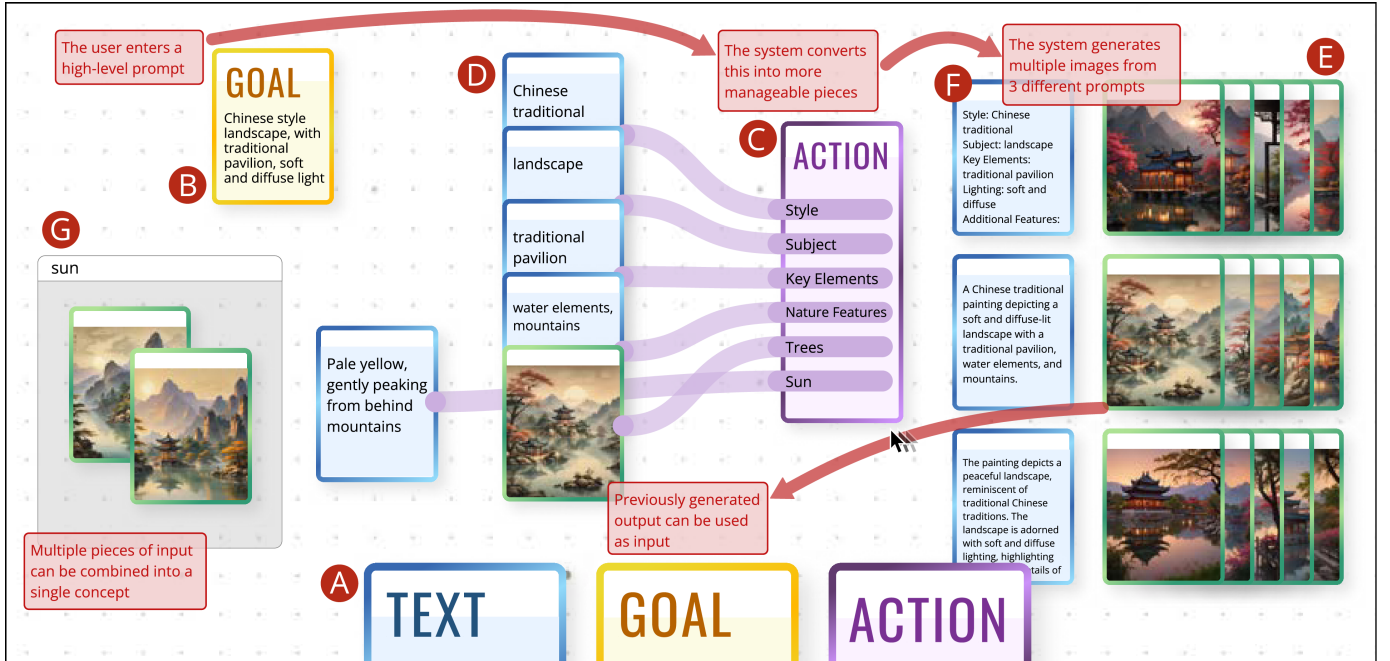 The user enters a
high-level prompt
B
GOAL
Chinese style
landscape, with
traditional
pavilion, soft
and diffuse light
D
Chinese
traditional
landscape
traditional
pavilion
water elements,
mountains
The system converts
this into more
manageable pieces
C
ACTION
Style
Subject
Key Elements
Nature Features
Trees
Sun
The system generates
multiple images from
3 different prompts
E
F
Style: Chinese
traditional
Subject: landscape
Key Elements:
traditional pavilion
Lighting: soft and
diffuse
Additional Features:
A Chinese traditional
painting depicting a
soft and diffuse-lit
landscape with a
traditional pavilion,
water elements, and
mountains.
The painting depicts a
peaceful landscape,
reminiscent of
traditional Chinese
traditions. The
landscape is adorned
with soft and diffuse
lighting, highlighting
tails of
G
sun
Pale yellow,
gently peaking
from behind
mountains
Previously generated
output can be used
as input
Multiple pieces of input
can be combined into a
single concept
A
TEXT
GOAL
ACTION